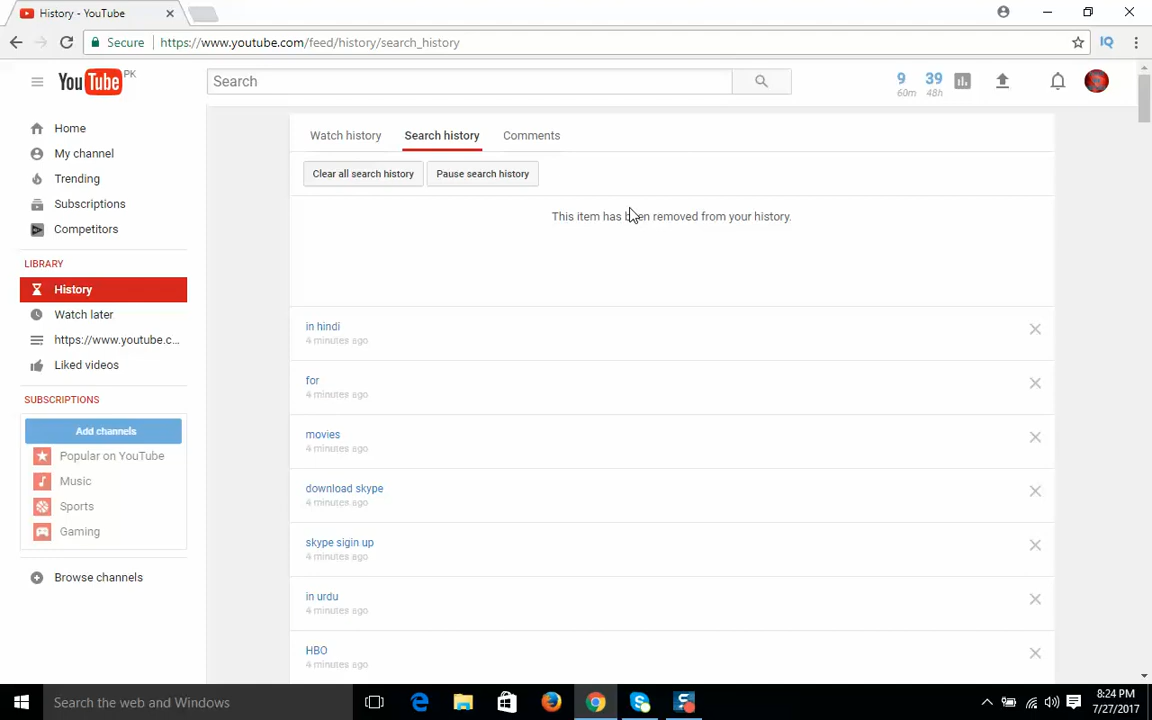 History - YouTube
Secure https://www.youtube.com/feed/history/search_history
YouTube PK
Search
9 39
60m 48h
Home
My channel
Trending
Subscriptions
Competitors
LIBRARY
History
Watch later
https://www.youtube.c...
Liked videos
SUBSCRIPTIONS
Add channels
Popular on YouTube
Music
Sports
Gaming
Browse channels
Watch history Search history Comments
Clear all search history Pause search history
This item has been removed from your history.
in hindi
4 minutes ago
for
4 minutes ago
movies
4 minutes ago
download skype
4 minutes ago
skype sigin up
4 minutes ago
in urdu
4 minutes ago
HBO
4 minutes ago
Search the web and Windows
8:24 PM
7/27/2017